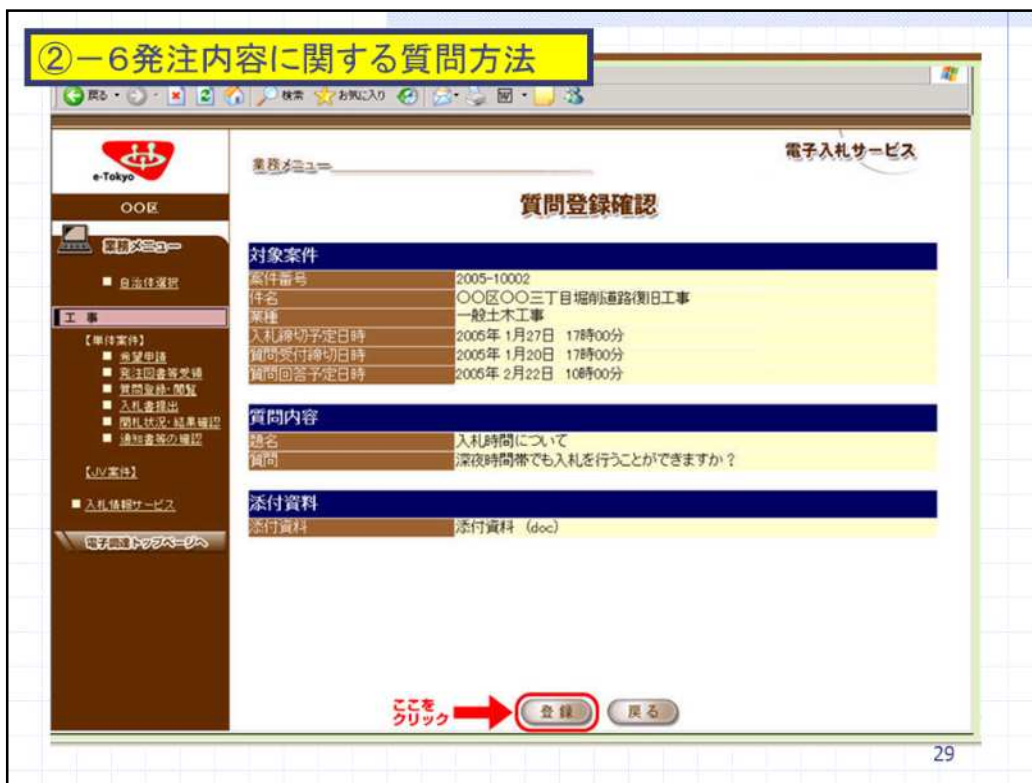 ②－6発注内容に関する質問方法
戻る
検索
お気に入り
e-Tokyo
業務メニュー
電子入札サービス
〇〇区
質問登録確認
業務メニュー
自治体選択
工 事
【単体案件】
希望申請
発注図書等受領
質問登録・閲覧
入札書提出
開札状況・結果確認
通知書等の確認
【JV案件】
入札情報サービス
電子調達トップページへ
対象案件
案件番号 2005-10002
件名 〇〇区〇〇三丁目堀削道路復旧工事
業種 一般土木工事
入札締切予定日時 2005年 1月27日 17時00分
質問受付締切日時 2005年 1月20日 17時00分
質問回答予定日時 2005年 2月22日 10時00分
質問内容
題名 入札時間について
質問 深夜時間帯でも入札を行うことができますか？
添付資料
添付資料 添付資料 (doc)
ここを
クリック
登 録
戻 る
29